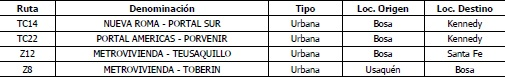 Ruta Denominación Tipo Loc. Origen Loc. Destino
TC14 NUEVA ROMA - PORTAL SUR Urbana Bosa Kennedy
TC22 PORTAL AMERICAS - PORVENIR Urbana Bosa Kennedy
Z12 METROVIVIENDA - TEUSAQUILLO Urbana Bosa Santa Fe
Z8 METROVIVIENDA - TOBERIN Urbana Usaquén Bosa